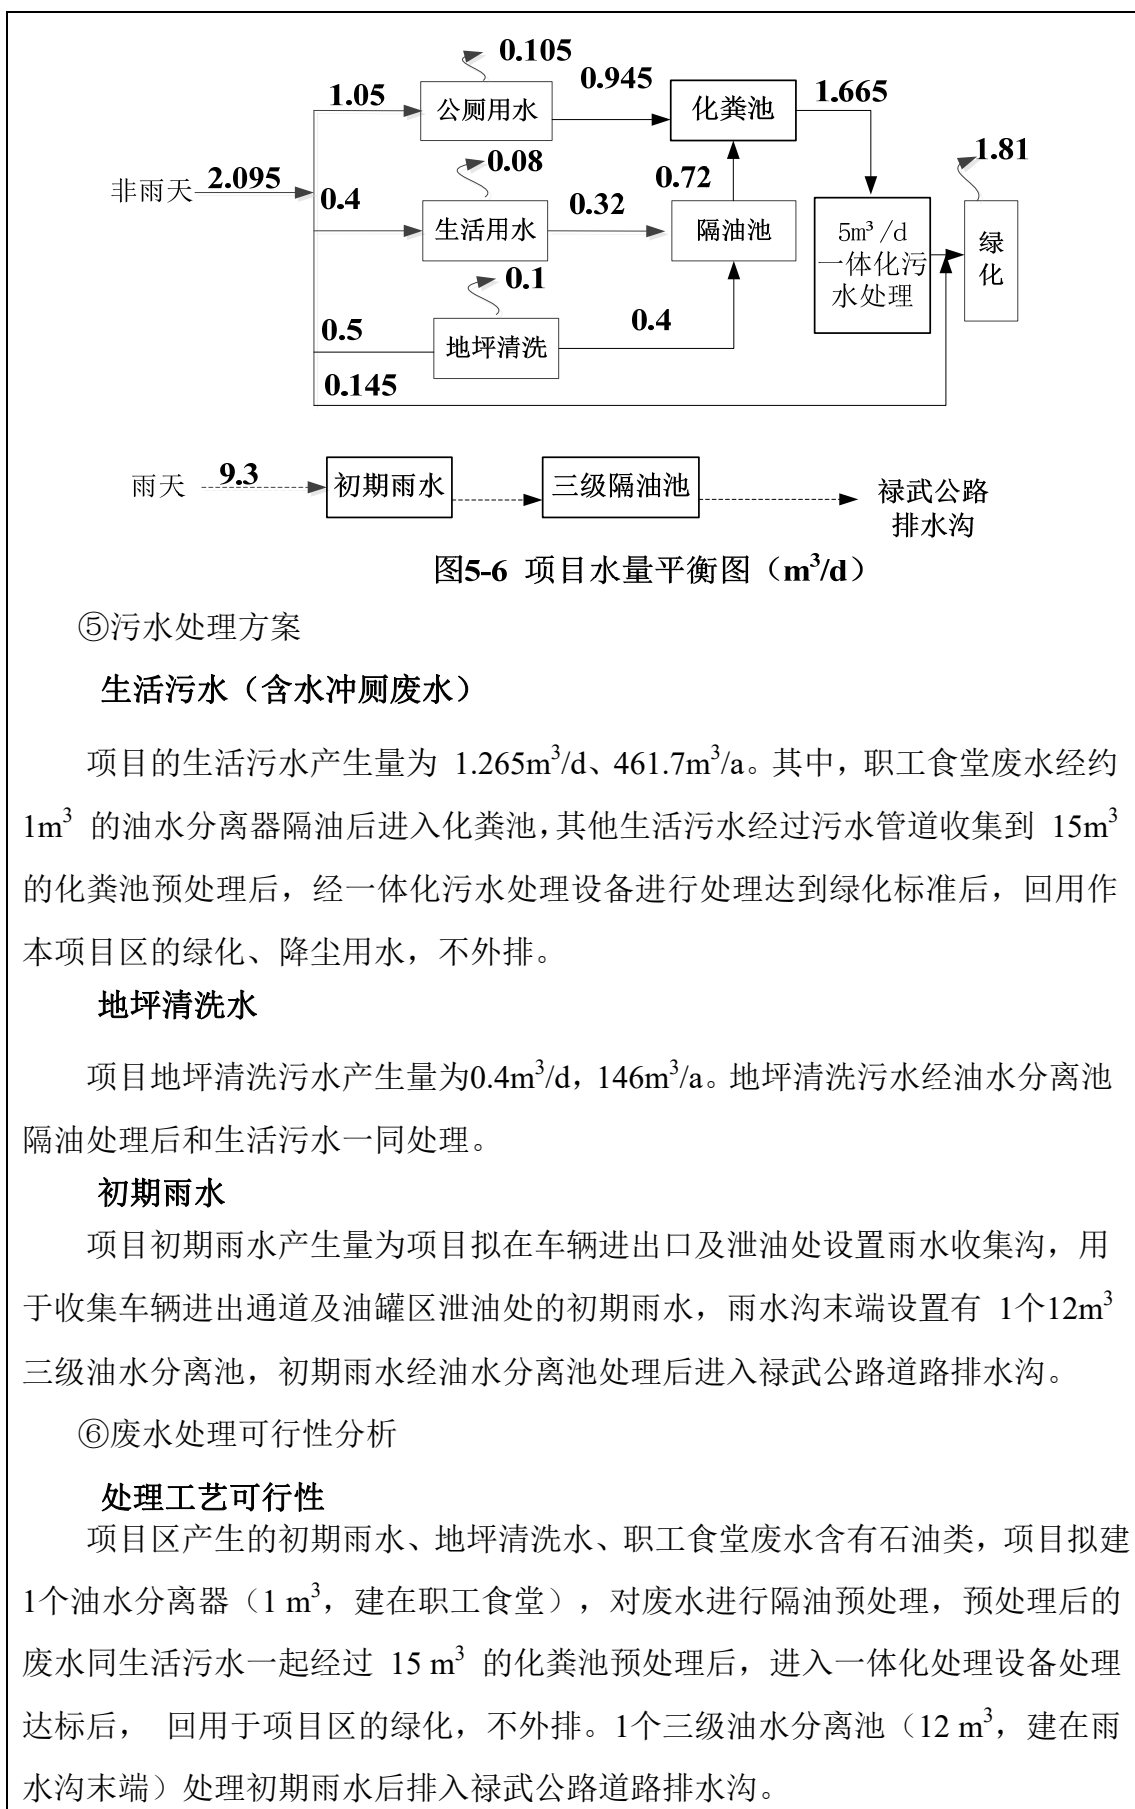 0.105
1.05
公厕用水
0.945
化粪池
1.665
非雨天
2.095
0.4
0.08
生活用水
0.32
0.72
隔油池
5m³/d
一体化污
水处理
1.81
绿
化
0.1
0.5
地坪清洗
0.4
0.145
雨天
9.3
初期雨水
三级隔油池
禄武公路
排水沟
图5-6 项目水量平衡图（m³/d）
⑤污水处理方案
生活污水（含水冲厕废水）
项目的生活污水产生量为 1.265m³/d、461.7m³/a。其中，职工食堂废水经约
1m³ 的油水分离器隔油后进入化粪池，其他生活污水经过污水管道收集到 15m³
的化粪池预处理后，经一体化污水处理设备进行处理达到绿化标准后，回用作
本项目区的绿化、降尘用水，不外排。
地坪清洗水
项目地坪清洗污水产生量为0.4m³/d，146m³/a。地坪清洗污水经油水分离池
隔油处理后和生活污水一同处理。
初期雨水
项目初期雨水产生量为项目拟在车辆进出口及泄油处设置雨水收集沟，用
于收集车辆进出通道及油罐区泄油处的初期雨水，雨水沟末端设置有 1个12m³
三级油水分离池，初期雨水经油水分离池处理后进入禄武公路道路排水沟。
⑥废水处理可行性分析
处理工艺可行性
项目区产生的初期雨水、地坪清洗水、职工食堂废水含有石油类，项目拟建
1个油水分离器（1 m³，建在职工食堂），对废水进行隔油预处理，预处理后的
废水同生活污水一起经过 15 m³ 的化粪池预处理后，进入一体化处理设备处理
达标后， 回用于项目区的绿化，不外排。1个三级油水分离池（12 m³，建在雨
水沟末端）处理初期雨水后排入禄武公路道路排水沟。